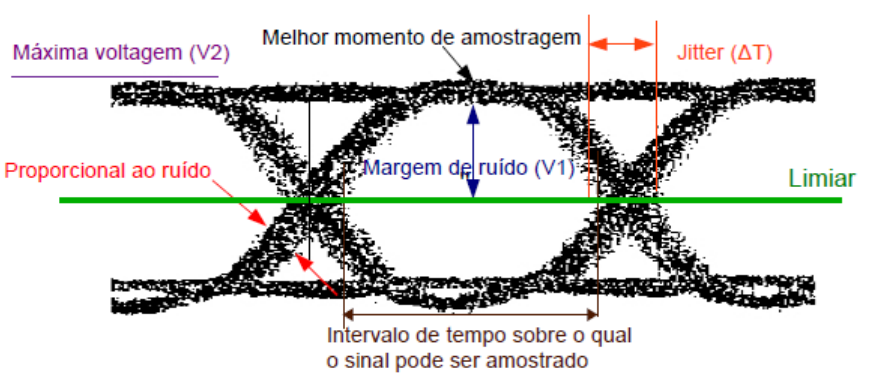 Melhor momento de amostragem
Máxima voltagem (V2)
Jitter (ΔT)
Proporcional ao ruído
Margem de ruído (V1)
Limiar
Intervalo de tempo sobre o qual
o sinal pode ser amostrado